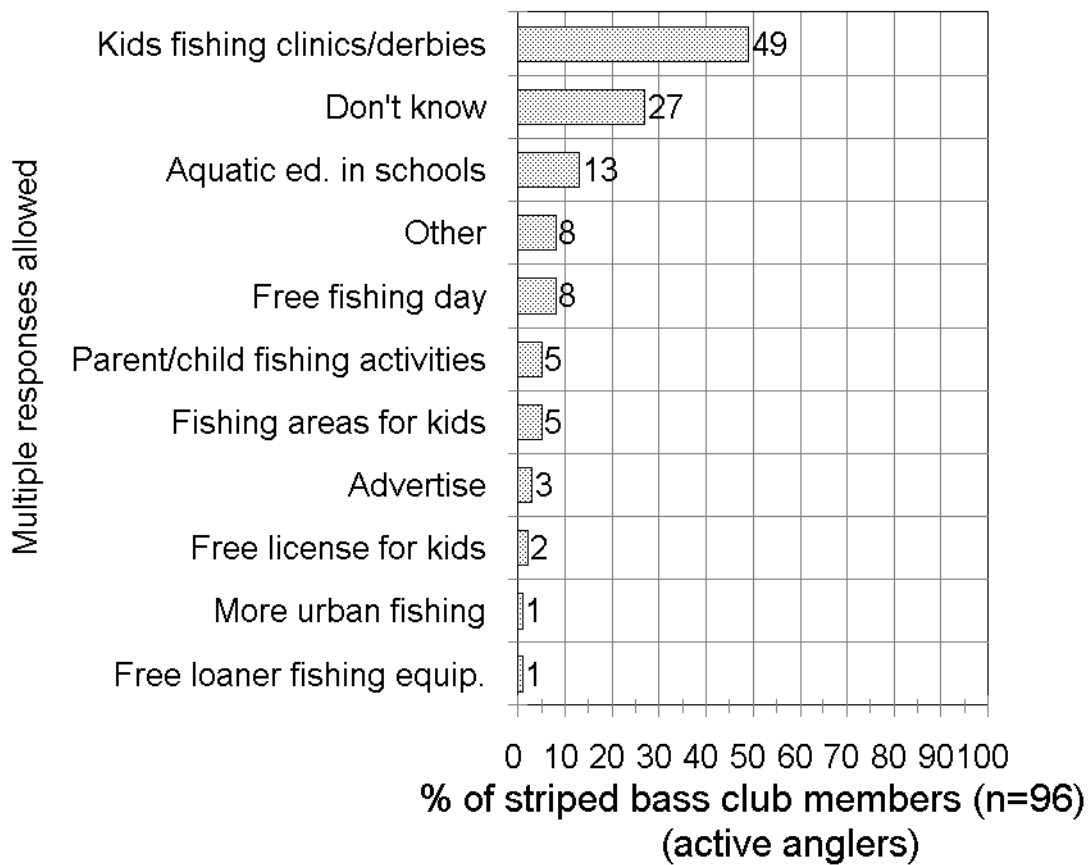 Multiple responses allowed
Kids fishing clinics/derbies 49
Don't know 27
Aquatic ed. in schools 13
Other 8
Free fishing day 8
Parent/child fishing activities 5
Fishing areas for kids 5
Advertise 3
Free license for kids 2
More urban fishing 1
Free loaner fishing equip. 1
0 10 20 30 40 50 60 70 80 90 100
% of striped bass club members (n=96)
(active anglers)